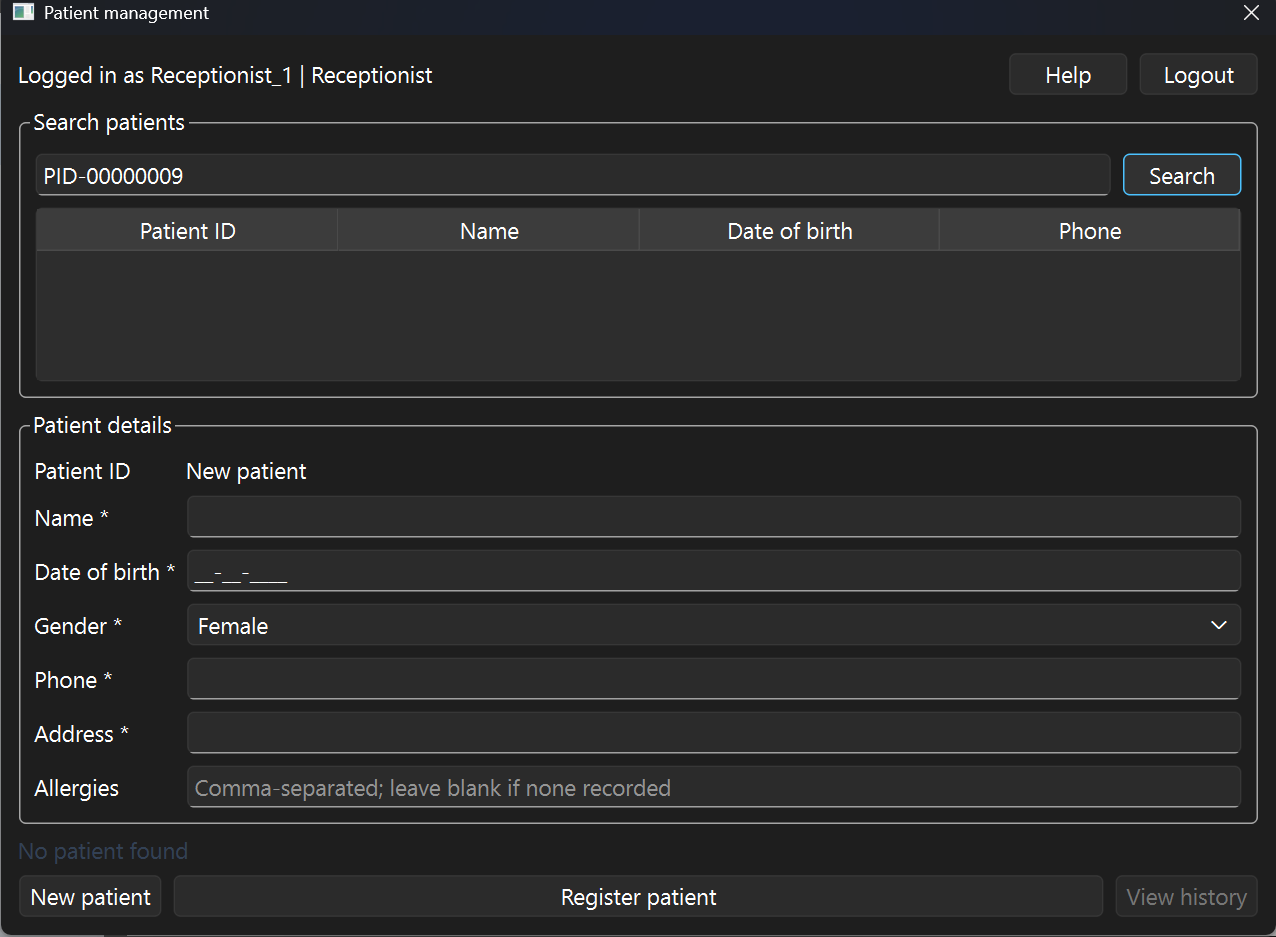 Patient management
Logged in as Receptionist_1 | Receptionist
Help
Logout
Search patients
PID-00000009
Search
Patient ID
Name
Date of birth
Phone
Patient details
Patient ID
New patient
Name *
Date of birth *
__-__-____
Gender *
Female
Phone *
Address *
Allergies
Comma-separated; leave blank if none recorded
No patient found
New patient
Register patient
View history